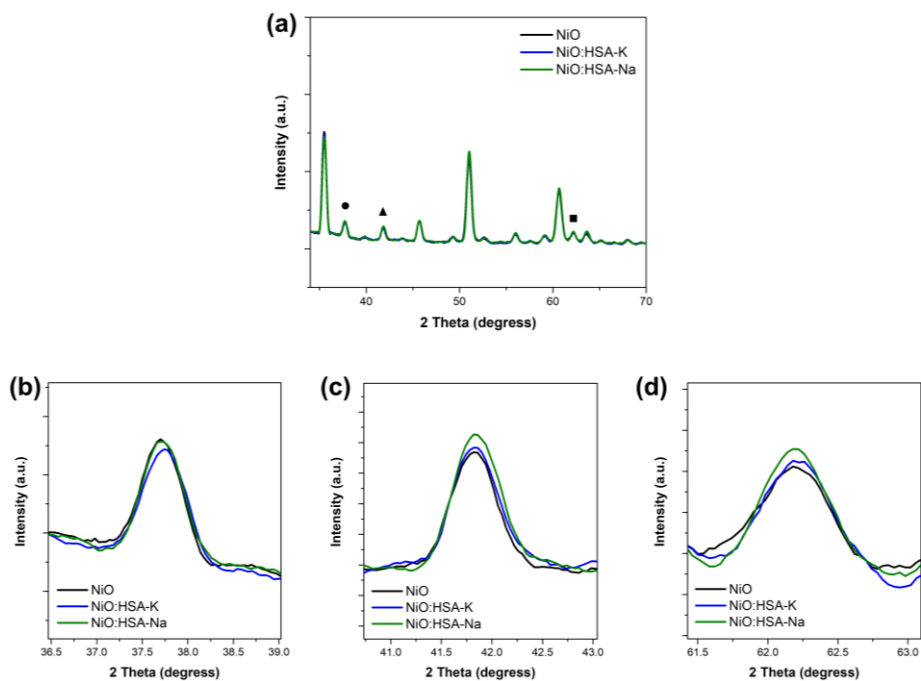 (a)
NiO
NiO:HSA-K
NiO:HSA-Na
Intensity (a.u.)
40 50 60 70
2 Theta (degress)
(b)
Intensity (a.u.)
NiO
NiO:HSA-K
NiO:HSA-Na
36.5 37.0 37.5 38.0 38.5 39.0
2 Theta (degress)
(c)
Intensity (a.u.)
NiO
NiO:HSA-K
NiO:HSA-Na
41.0 41.5 42.0 42.5 43.0
2 Theta (degress)
(d)
Intensity (a.u.)
NiO
NiO:HSA-K
NiO:HSA-Na
61.5 62.0 62.5 63.0
2 Theta (degress)